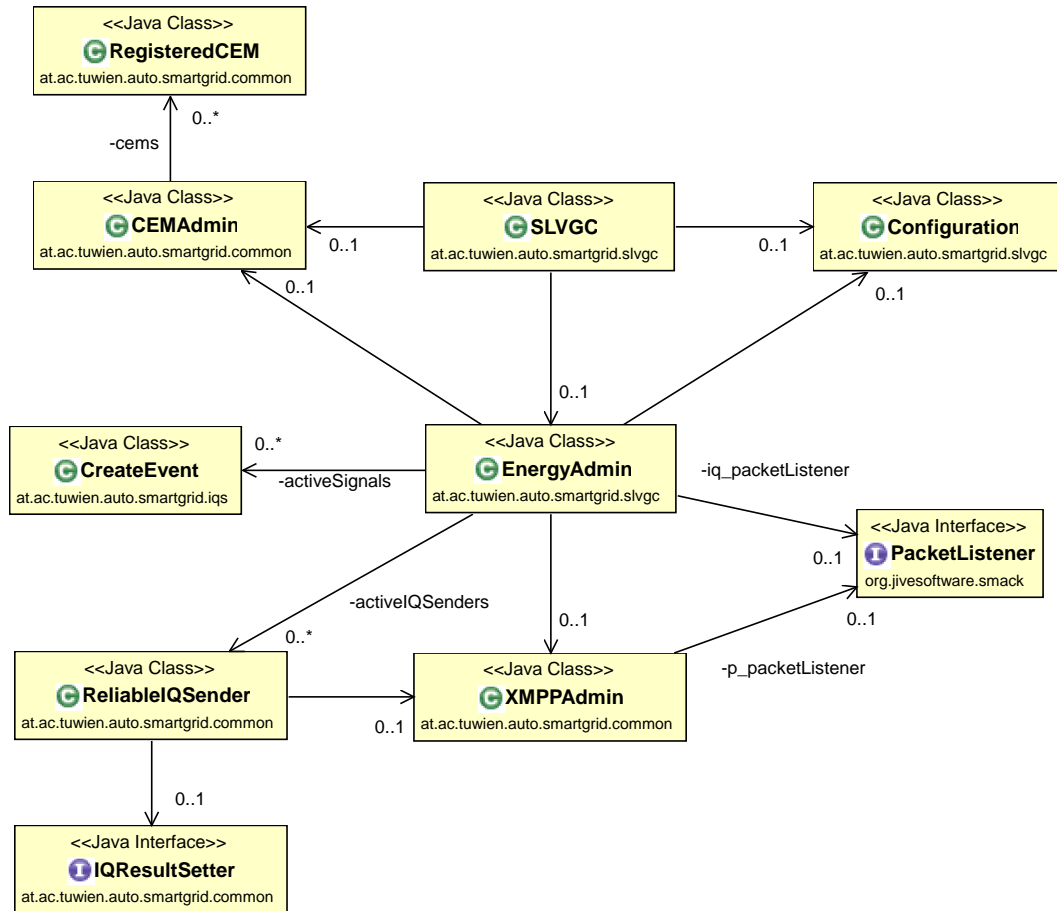 <<Java Class>>
RegisteredCEM
at.ac.tuwien.auto.smartgrid.common
0..*
-cems
<<Java Class>>
CEMAdmin
at.ac.tuwien.auto.smartgrid.common
0..1
<<Java Class>>
SLVGC
at.ac.tuwien.auto.smartgrid.slvgc
0..1
<<Java Class>>
Configuration
at.ac.tuwien.auto.smartgrid.slvgc
0..1
0..1
0..1
<<Java Class>>
CreateEvent
at.ac.tuwien.auto.smartgrid.iqs
0..*
-activeSignals
<<Java Class>>
EnergyAdmin
at.ac.tuwien.auto.smartgrid.slvgc
-iq_packetListener
0..1
<<Java Interface>>
PacketListener
org.jivesoftware.smack
-activeIQSenders
0..*
0..1
0..1
-p_packetListener
<<Java Class>>
ReliableIQSender
at.ac.tuwien.auto.smartgrid.common
0..1
<<Java Class>>
XMPPAdmin
at.ac.tuwien.auto.smartgrid.common
0..1
<<Java Interface>>
IQResultSetter
at.ac.tuwien.auto.smartgrid.common